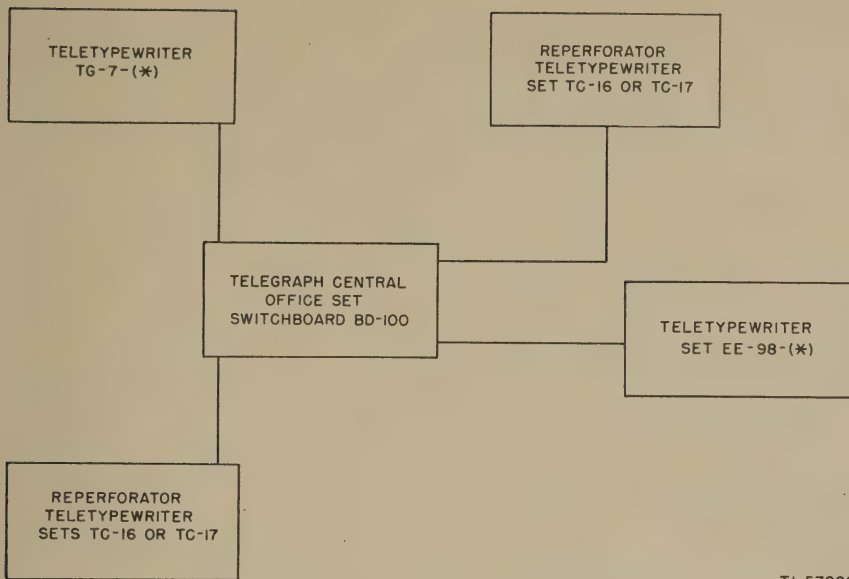 TELETYPEWRITER
TG-7-(*)
REPERFORATOR
TELETYPEWRITER
SET TC-16 OR TC-17
TELEGRAPH CENTRAL
OFFICE SET
SWITCHBOARD BD-100
TELETYPEWRITER
SET EE-98-(*)
REPERFORATOR
TELETYPEWRITER
SETS TC-16 OR TC-17